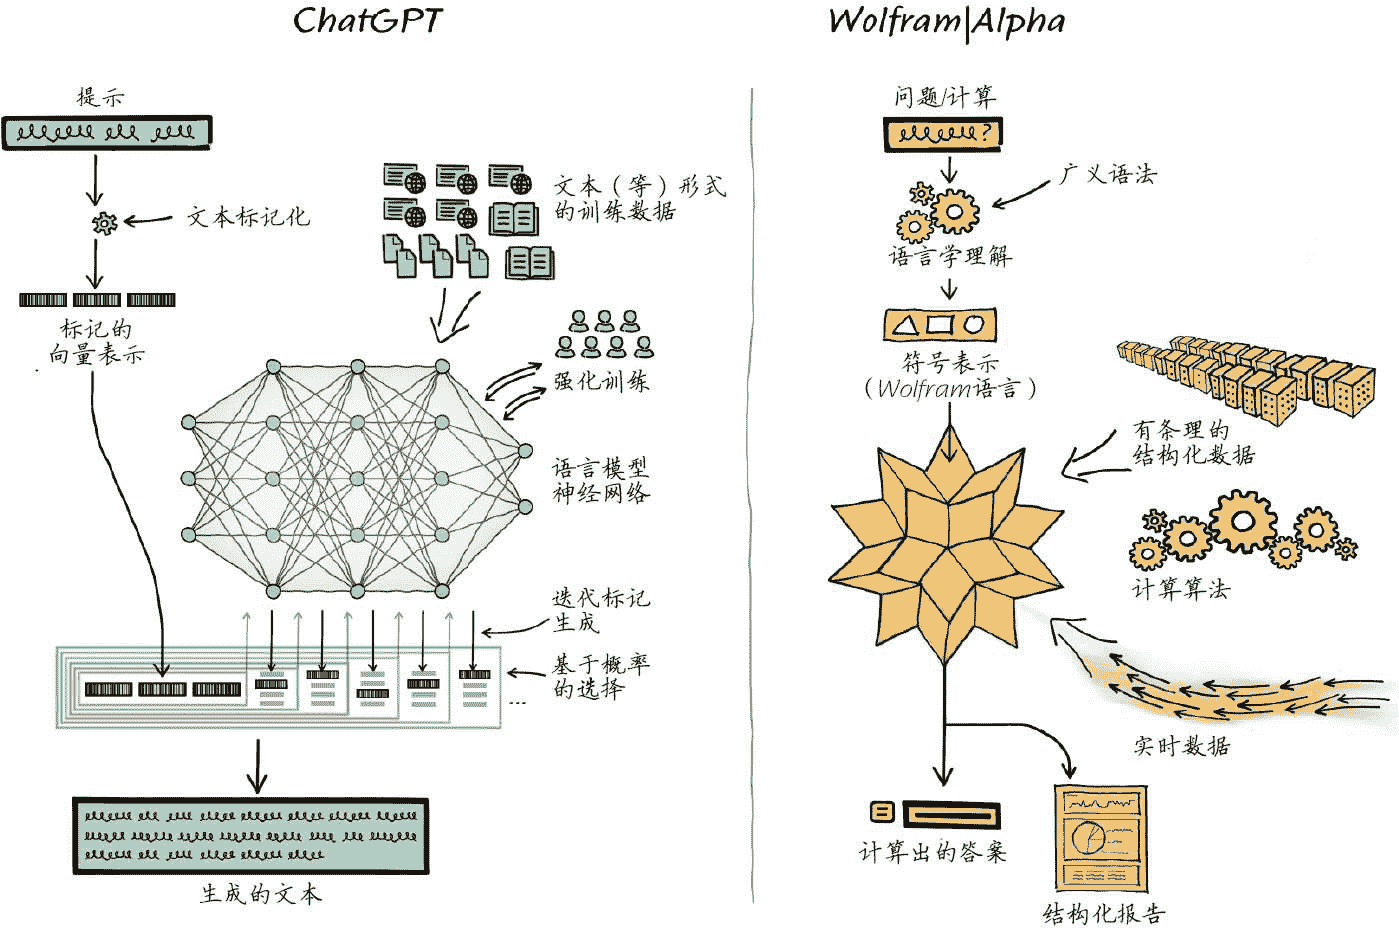 ChatGPT
提示
文本标记化
标记的
向量表示
文本（等）形式
的训练数据
强化训练
语言模型
神经网络
迭代标记
生成
基于概率
的选择
...
生成的文本
Wolfram|Alpha
问题/计算
?
广义语法
语言学理解
符号表示
（Wolfram语言）
有条理的
结构化数据
计算算法
实时数据
=
计算出的答案
结构化报告